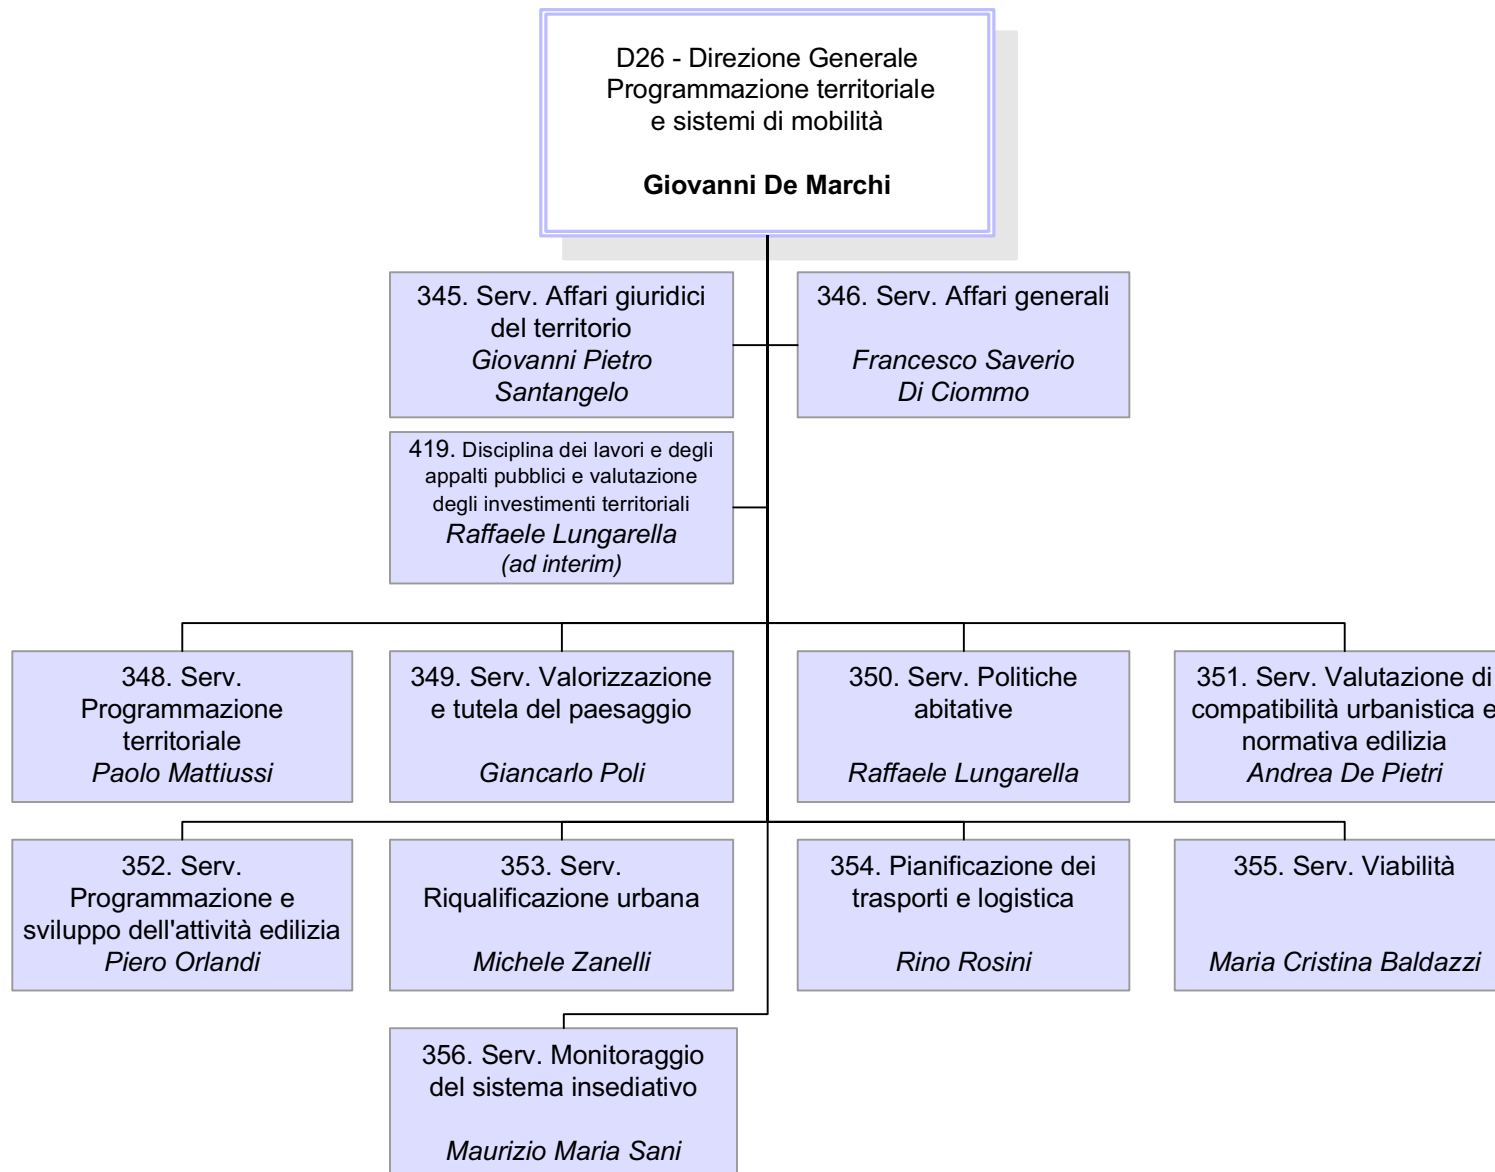 D26 - Direzione Generale
Programmazione territoriale
e sistemi di mobilità
Giovanni De Marchi
345. Serv. Affari giuridici
del territorio
Giovanni Pietro
Santangelo
346. Serv. Affari generali
Francesco Saverio
Di Ciommo
419. Disciplina dei lavori e degli
appalti pubblici e valutazione
degli investimenti territoriali
Raffaele Lungarella
(ad interim)
348. Serv.
Programmazione
territoriale
Paolo Mattiussi
349. Serv. Valorizzazione
e tutela del paesaggio
Giancarlo Poli
350. Serv. Politiche
abitative
Raffaele Lungarella
351. Serv. Valutazione di
compatibilità urbanistica e
normativa edilizia
Andrea De Pietri
352. Serv.
Programmazione e
sviluppo dell'attività edilizia
Piero Orlandi
353. Serv.
Riqualificazione urbana
Michele Zanelli
354. Pianificazione dei
trasporti e logistica
Rino Rosini
355. Serv. Viabilità
Maria Cristina Baldazzi
356. Serv. Monitoraggio
del sistema insediativo
Maurizio Maria Sani